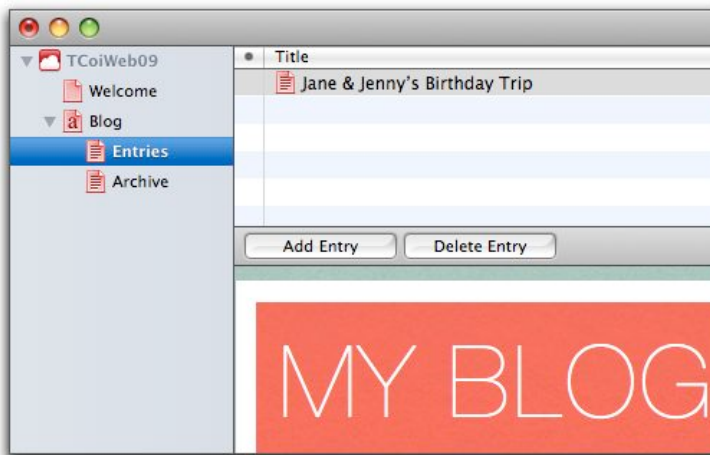 TCoiWeb09
Welcome
a Blog
Entries
Archive
Title
Jane & Jenny's Birthday Trip
Add Entry Delete Entry
MY BLOG